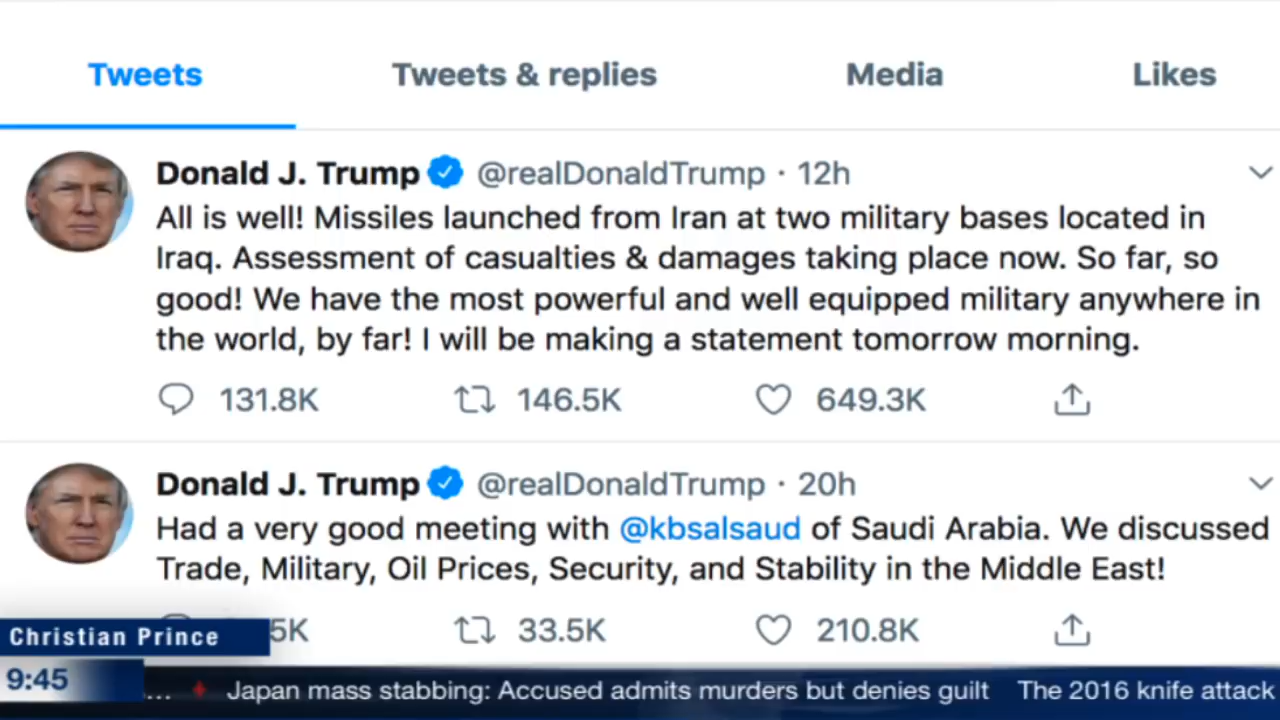 Tweets Tweets & replies Media Likes
Donald J. Trump @realDonaldTrump · 12h
All is well! Missiles launched from Iran at two military bases located in
Iraq. Assessment of casualties & damages taking place now. So far, so
good! We have the most powerful and well equipped military anywhere in
the world, by far! I will be making a statement tomorrow morning.
131.8K 146.5K 649.3K
Donald J. Trump @realDonaldTrump · 20h
Had a very good meeting with @kbsalsaud of Saudi Arabia. We discussed
Trade, Military, Oil Prices, Security, and Stability in the Middle East!
5K 33.5K 210.8K
Christian Prince
9:45
... Japan mass stabbing: Accused admits murders but denies guilt The 2016 knife attack